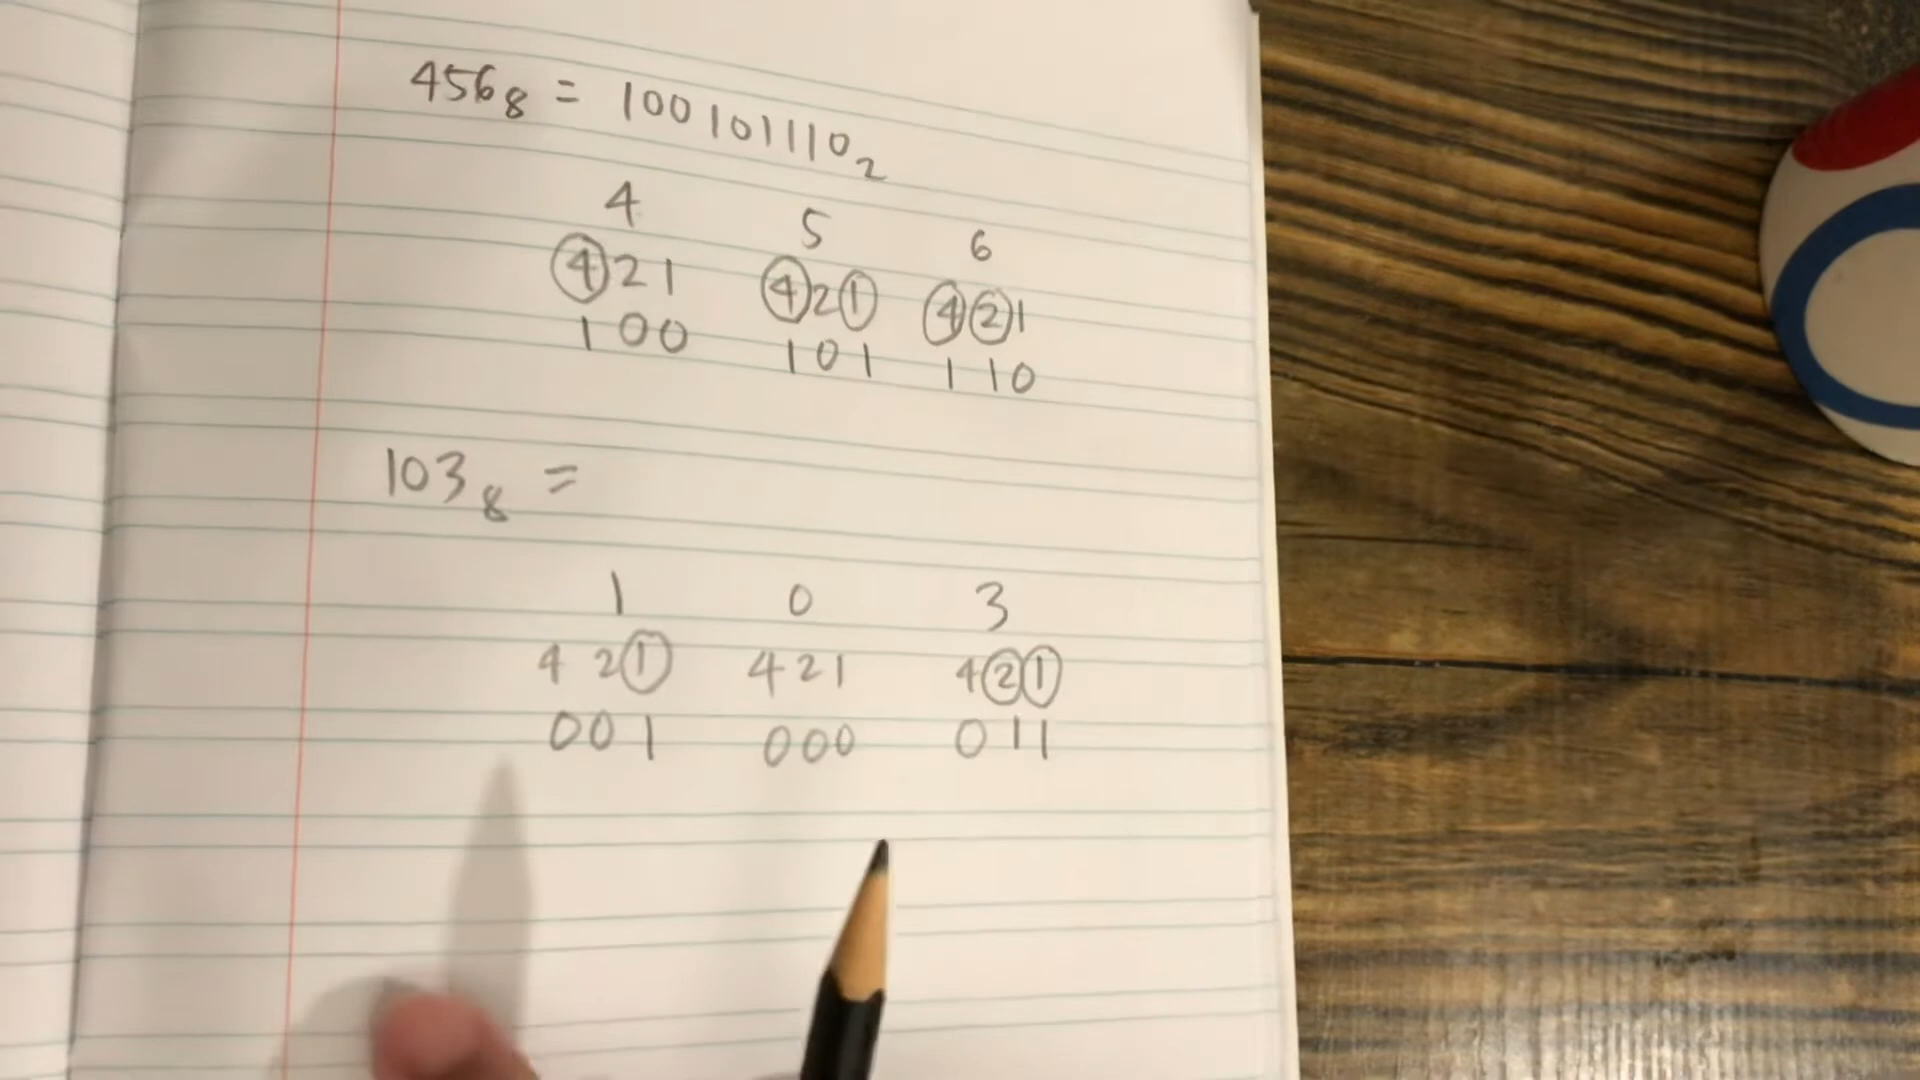 456₈ = 100101110₂
4 5 6
421 421 421
100 101 110
103₈ =
1 0 3
421 421 421
001 000 011